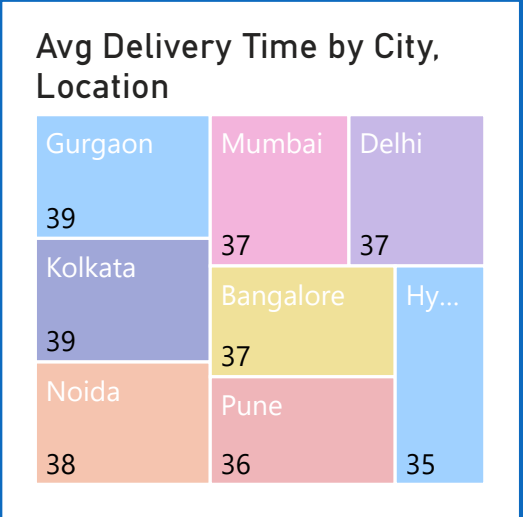 Avg Delivery Time by City,
Location
Gurgaon
39
Kolkata
39
Noida
38
Mumbai
37
Delhi
37
Bangalore
37
Pune
36
Hy...
35